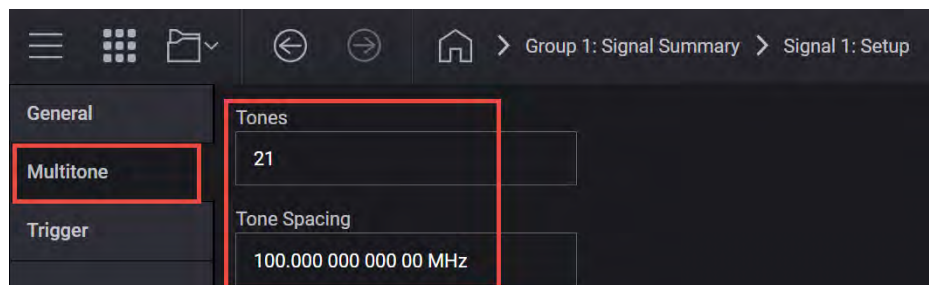 Group 1: Signal Summary > Signal 1: Setup
General
Tones
21
Multitone
Tone Spacing
Trigger
100.000 000 000 00 MHz